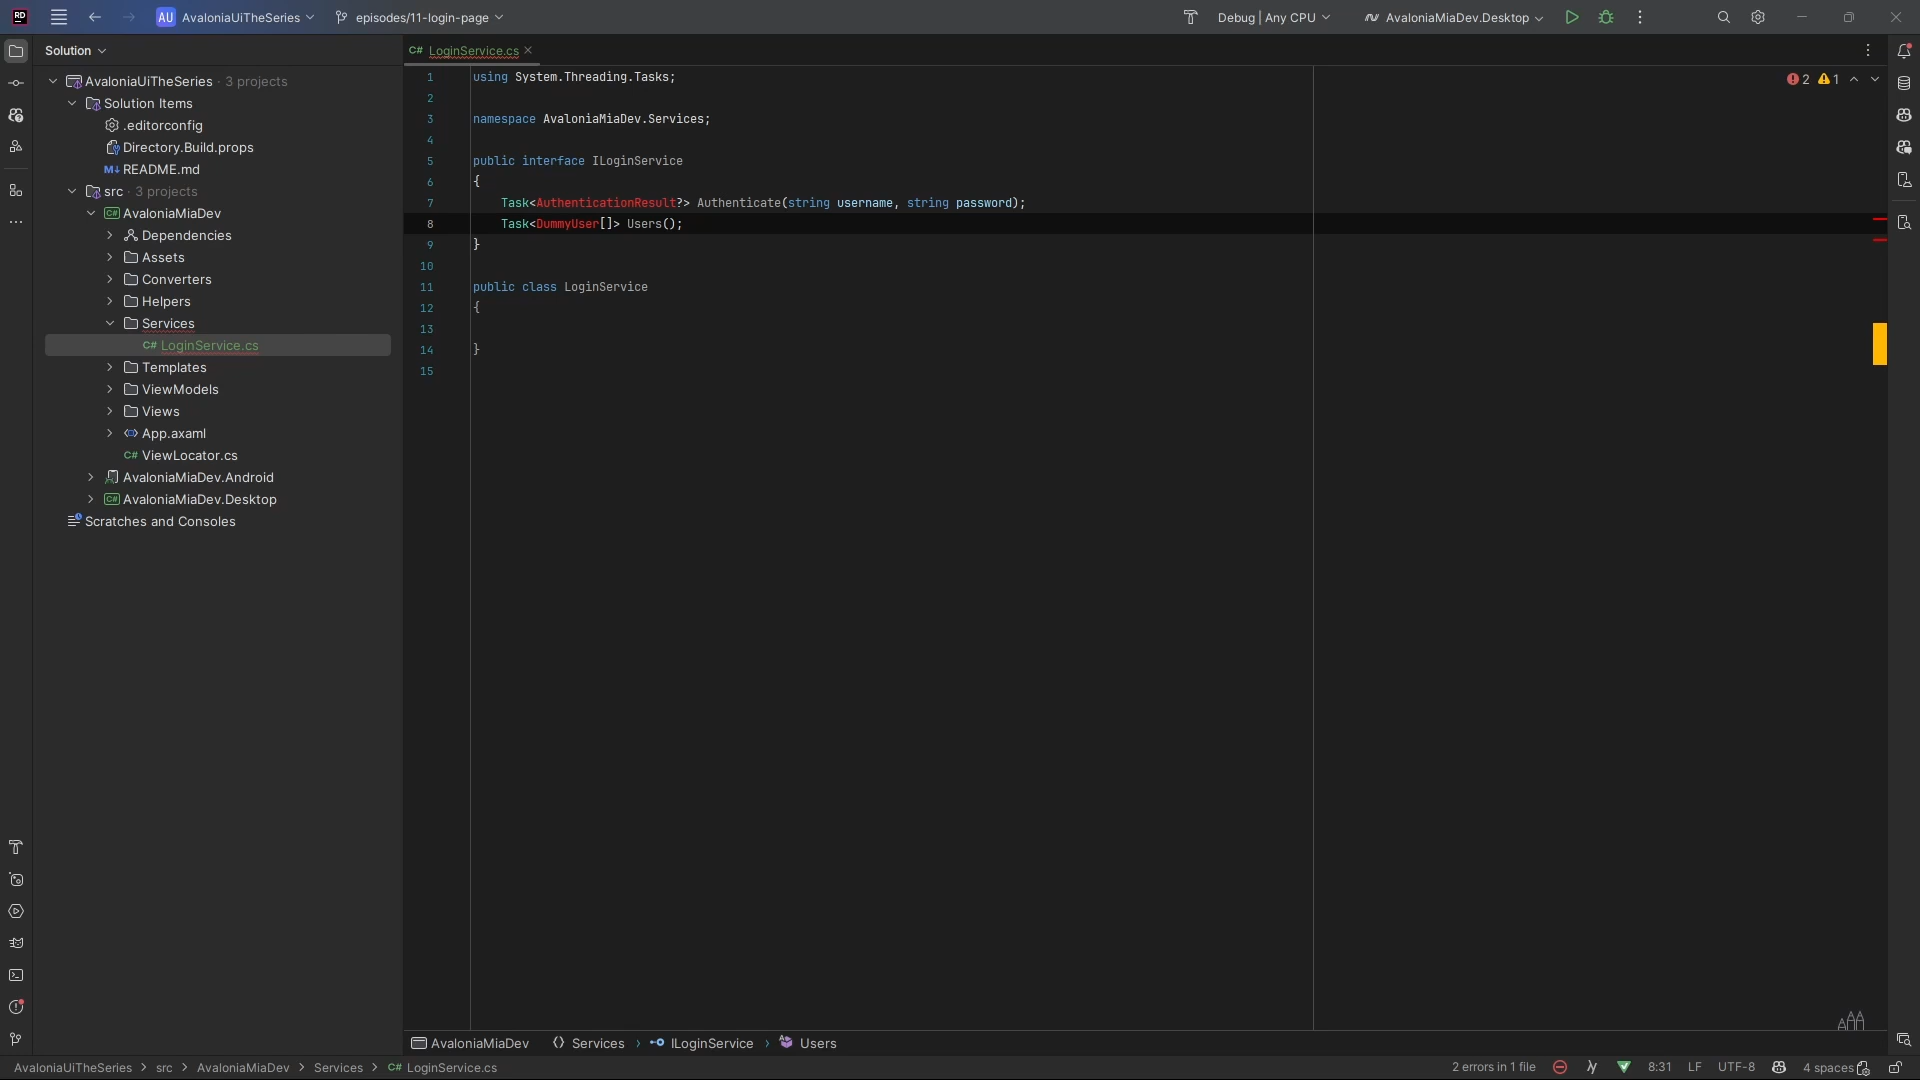 RD
AU AvaloniaUiTheSeries
episodes/11-login-page
Debug | Any CPU
AvaloniaMiaDev.Desktop
Solution
C# LoginService.cs
AvaloniaUiTheSeries · 3 projects
Solution Items
.editorconfig
Directory.Build.props
M↓ README.md
src · 3 projects
C# AvaloniaMiaDev
Dependencies
Assets
Converters
Helpers
Services
C# LoginService.cs
Templates
ViewModels
Views
App.axaml
C# ViewLocator.cs
AvaloniaMiaDev.Android
C# AvaloniaMiaDev.Desktop
Scratches and Consoles
2 1
1 using System.Threading.Tasks;
2
3 namespace AvaloniaMiaDev.Services;
4
5 public interface ILoginService
6 {
7 Task<AuthenticationResult?> Authenticate(string username, string password);
8 Task<DummyUser[]> Users();
9 }
10
11 public class LoginService
12 {
13
14 }
15
AvaloniaMiaDev Services › ILoginService › Users
AvaloniaUiTheSeries > src > AvaloniaMiaDev > Services > C# LoginService.cs
2 errors in 1 file
8:31 LF UTF-8 4 spaces